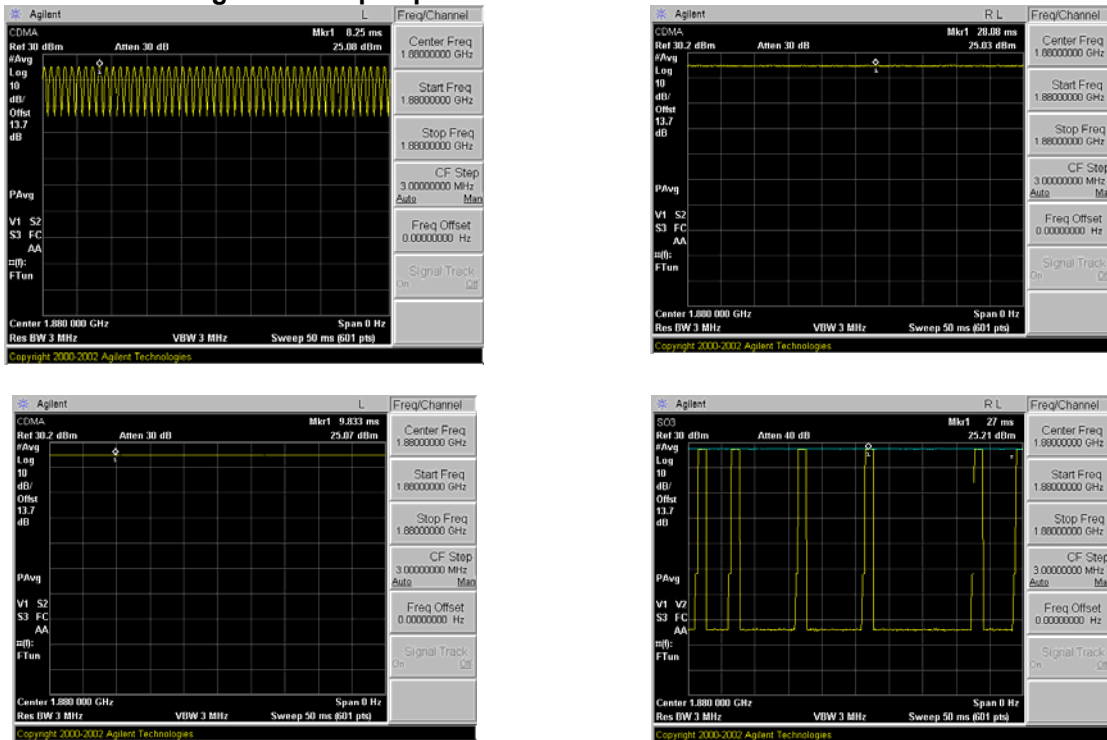 Agilent L Freq/Channel
CDMA Mkr1 8.25 ms
Ref 30 dBm Atten 30 dB 25.08 dBm
#Avg
Log
10
dB/
Offst
13.7
dB
1
PAvg
V1 S2
S3 FC
AA
¤(f):
FTun
Center 1.880 000 GHz Span 0 Hz
Res BW 3 MHz VBW 3 MHz Sweep 50 ms (601 pts)
Copyright 2000-2002 Agilent Technologies
Center Freq
1.88000000 GHz
Start Freq
1.88000000 GHz
Stop Freq
1.88000000 GHz
CF Step
3.00000000 MHz
Auto Man
Freq Offset
0.00000000 Hz
Signal Track
On Off
Agilent R L Freq/Channel
CDMA Mkr1 28.08 ms
Ref 30.2 dBm Atten 30 dB 25.03 dBm
#Avg
Log
10
dB/
Offst
13.7
dB
1
PAvg
V1 S2
S3 FC
AA
¤(f):
FTun
Center 1.880 000 GHz Span 0 Hz
Res BW 3 MHz VBW 3 MHz Sweep 50 ms (601 pts)
Copyright 2000-2002 Agilent Technologies
Center Freq
1.88000000 GHz
Start Freq
1.88000000 GHz
Stop Freq
1.88000000 GHz
CF Step
3.00000000 MHz
Auto
Freq Offset
0.00000000 Hz
Signal Track
On
Agilent L Freq/Channel
CDMA Mkr1 9.833 ms
Ref 30.2 dBm Atten 30 dB 25.07 dBm
#Avg
Log
10
dB/
Offst
13.7
dB
1
PAvg
V1 S2
S3 FC
AA
¤(f):
FTun
Center 1.880 000 GHz Span 0 Hz
Res BW 3 MHz VBW 3 MHz Sweep 50 ms (601 pts)
Copyright 2000-2002 Agilent Technologies
Center Freq
1.88000000 GHz
Start Freq
1.88000000 GHz
Stop Freq
1.88000000 GHz
CF Step
3.00000000 MHz
Auto Man
Freq Offset
0.00000000 Hz
Signal Track
On Off
Agilent R L Freq/Channel
SO3 Mkr1 27 ms
Ref 30 dBm Atten 40 dB 25.21 dBm
#Avg
Log
10
dB/
Offst
13.7
dB
1
PAvg
V1 V2
S3 FC
AA
¤(f):
FTun
Center 1.880 000 GHz Span 0 Hz
Res BW 3 MHz VBW 3 MHz Sweep 50 ms (601 pts)
Copyright 2000-2002 Agilent Technologies
Center Freq
1.88000000 GHz
Start Freq
1.88000000 GHz
Stop Freq
1.88000000 GHz
CF Step
3.00000000 MHz
Auto
Freq Offset
0.00000000 Hz
Signal Track
On